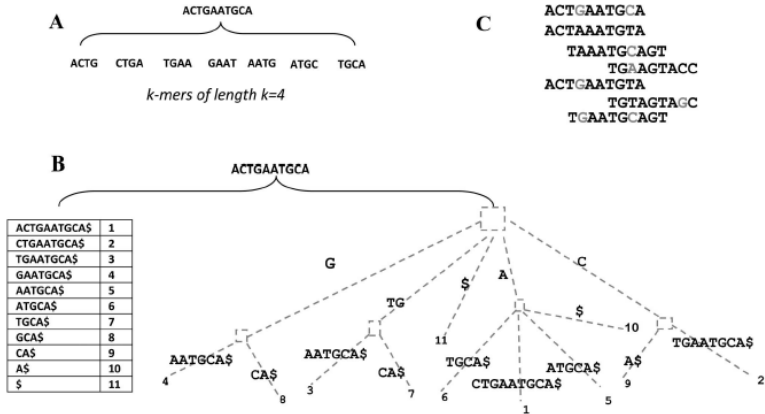 A
ACTGAATGCA
ACTG CTGA TGAA GAAT AATG ATGC TGCA
k-mers of length k=4
C
ACTGAATGCA
ACTAAATGTA
TAAATGCAGT
TGAAGTACC
ACTGAATGTA
TGTAGTAGC
TGAATGCAGT
B
ACTGAATGCA
ACTGAATGCA$ 1
CTGAATGCA$ 2
TGAATGCA$ 3
GAATGCA$ 4
AATGCA$ 5
ATGCA$ 6
TGCA$ 7
GCA$ 8
CA$ 9
A$ 10
$ 11
G
TG
$
A
C
$
11
10
AATGCA$
CA$
AATGCA$
CA$
TGCA$
CTGAATGCA$
ATGCA$
A$
TGAATGCA$
4
8
3
7
6
1
5
9
2